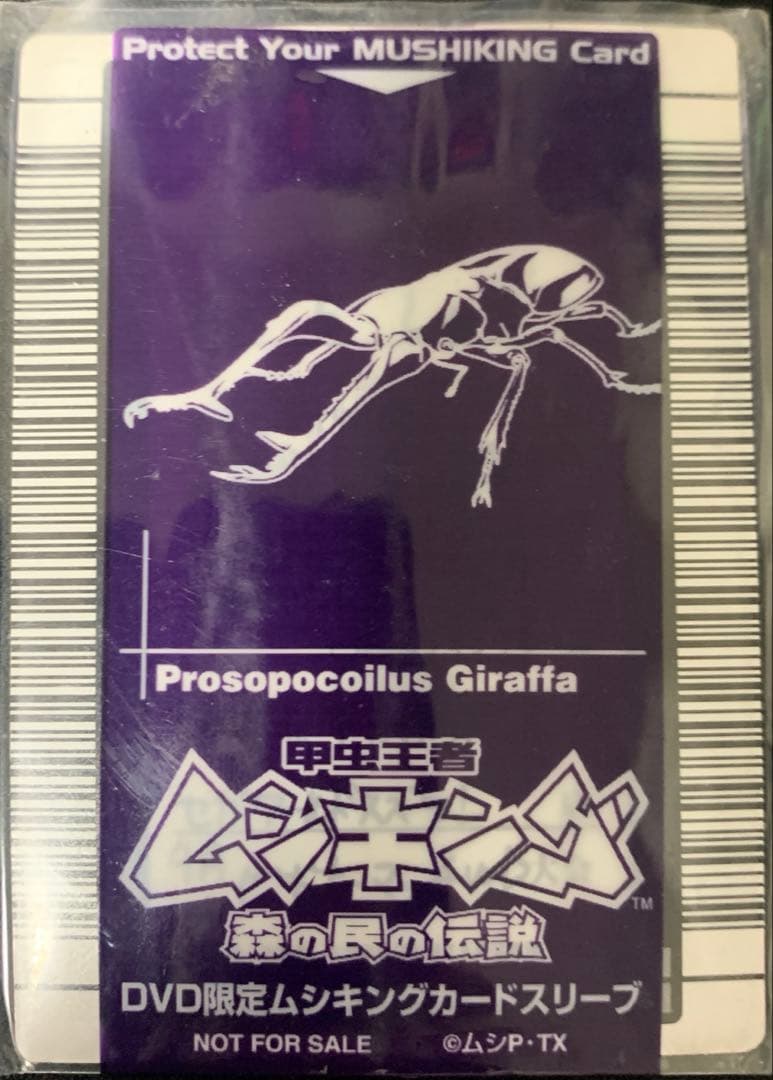 Protect Your MUSHIKING Card
Prosopocoilus Giraffa
甲虫王者
ムシキング
TM
森の民の伝説
DVD限定ムシキングカードスリーブ
NOT FOR SALE ©ムシP・TX